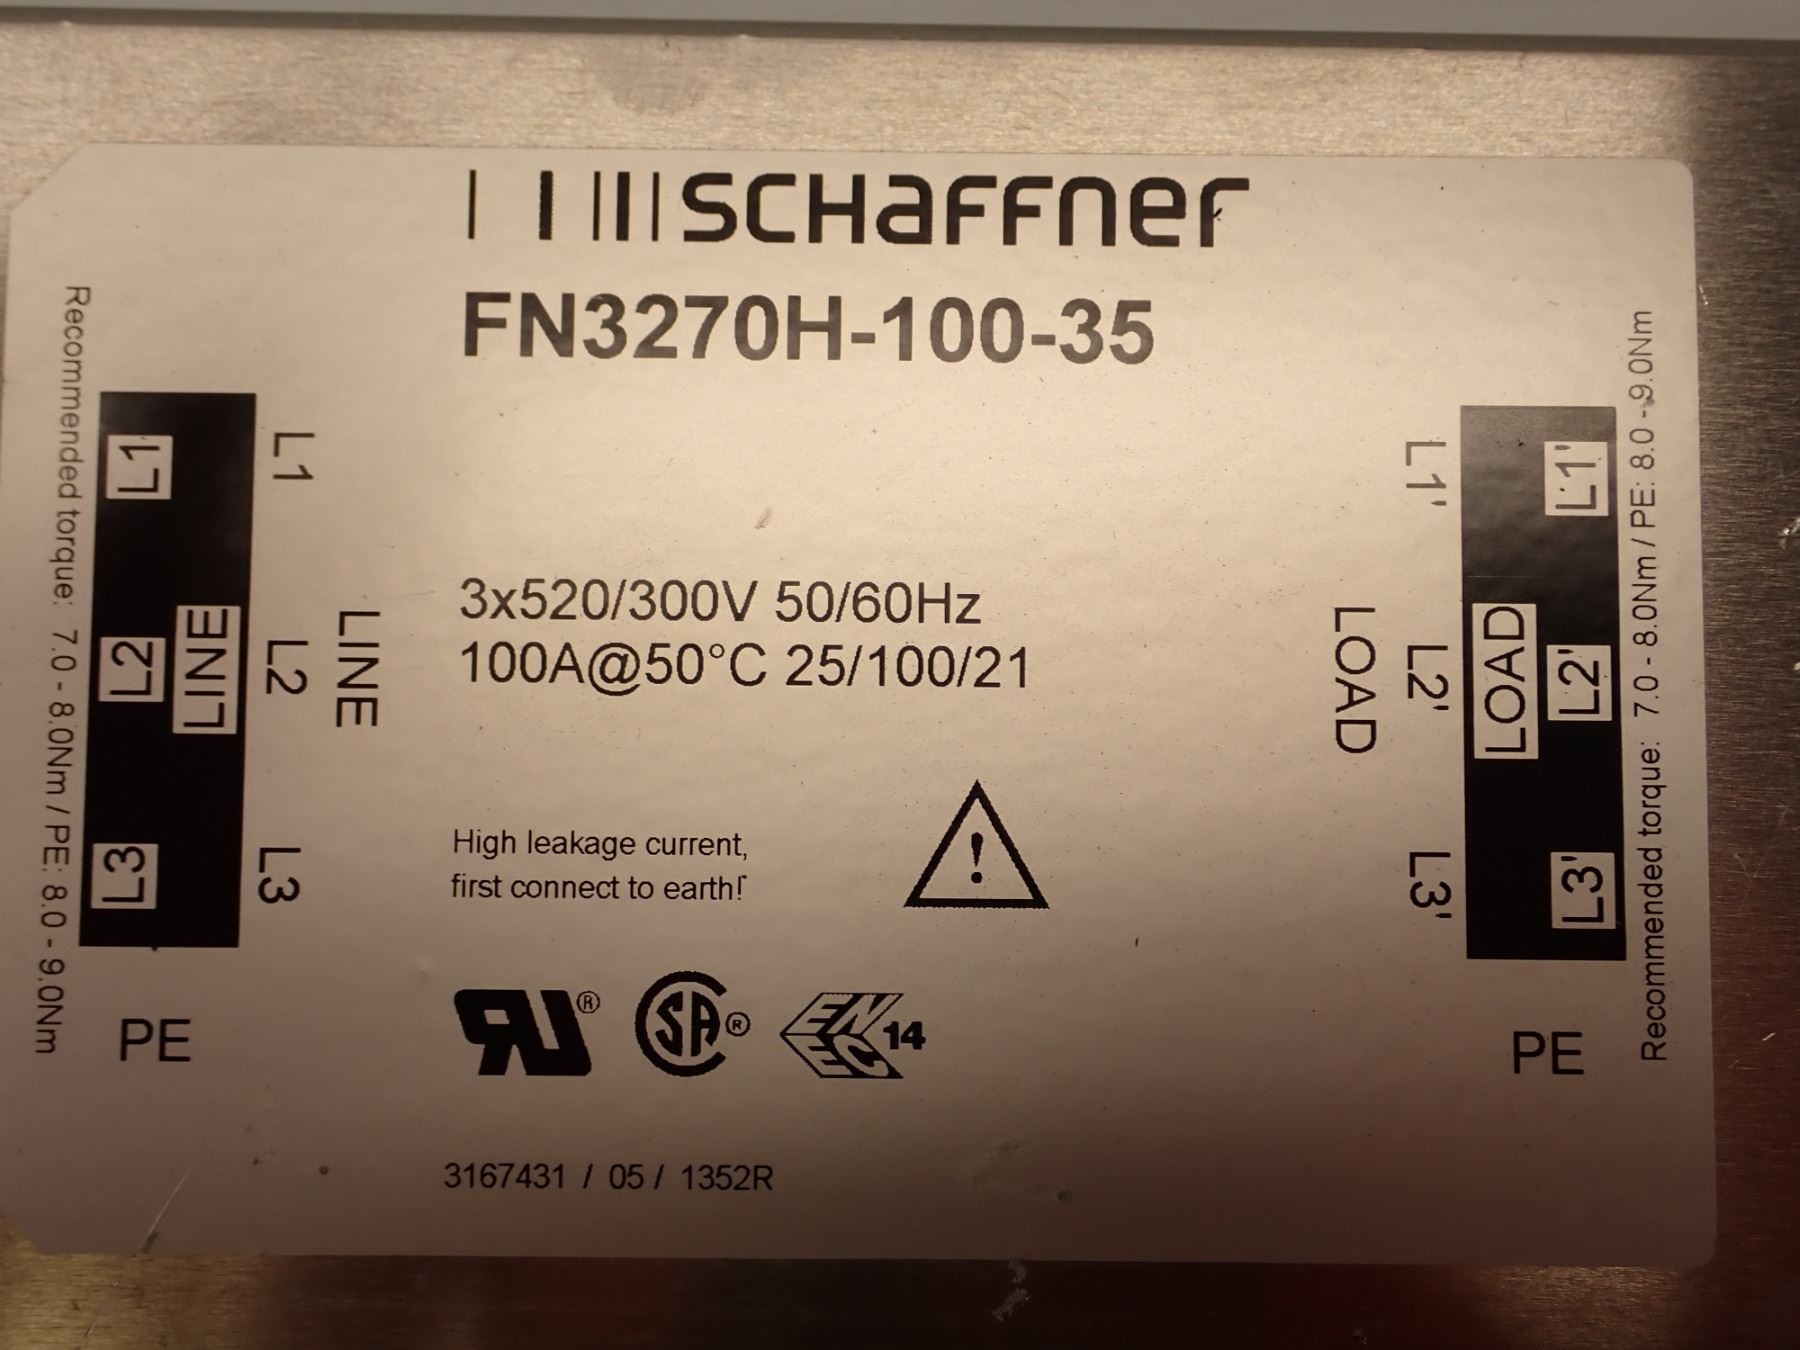 SCHAFFNER
FN3270H-100-35
Recommended torque: 7.0 - 8.0Nm / PE: 8.0 - 9.0Nm
L1
L2
L3
LINE
L1
L2
L3
LINE
PE
3x520/300V 50/60Hz
100A@50°C 25/100/21
High leakage current,
first connect to earth!
UR®
CSA®
ENEC 14
3167431 / 05 / 1352R
LOAD
L1'
L2'
L3'
LOAD
L1'
L2'
L3'
PE
Recommended torque: 7.0 - 8.0Nm / PE: 8.0 - 9.0Nm